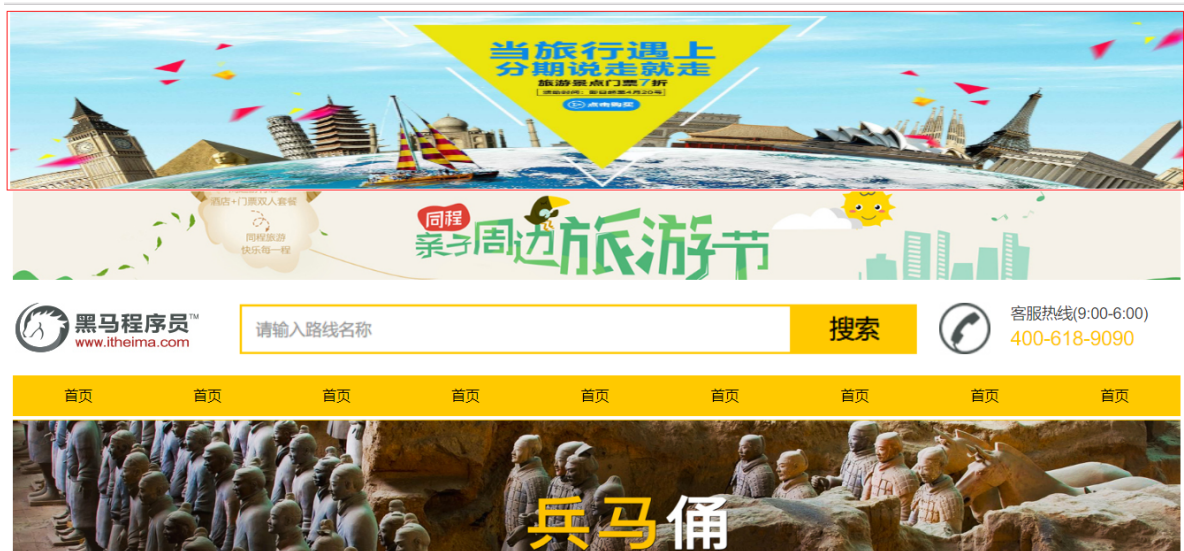 当旅行遇上
分期说走就走
旅游景点门票7折
点击购买
酒店+门票双人套餐
同程旅游
快乐每一程
同程
亲子周边旅游节
黑马程序员™
www.itheima.com
请输入路线名称
搜索
客服热线(9:00-6:00)
400-618-9090
首页 首页 首页 首页 首页 首页 首页 首页 首页
兵马俑